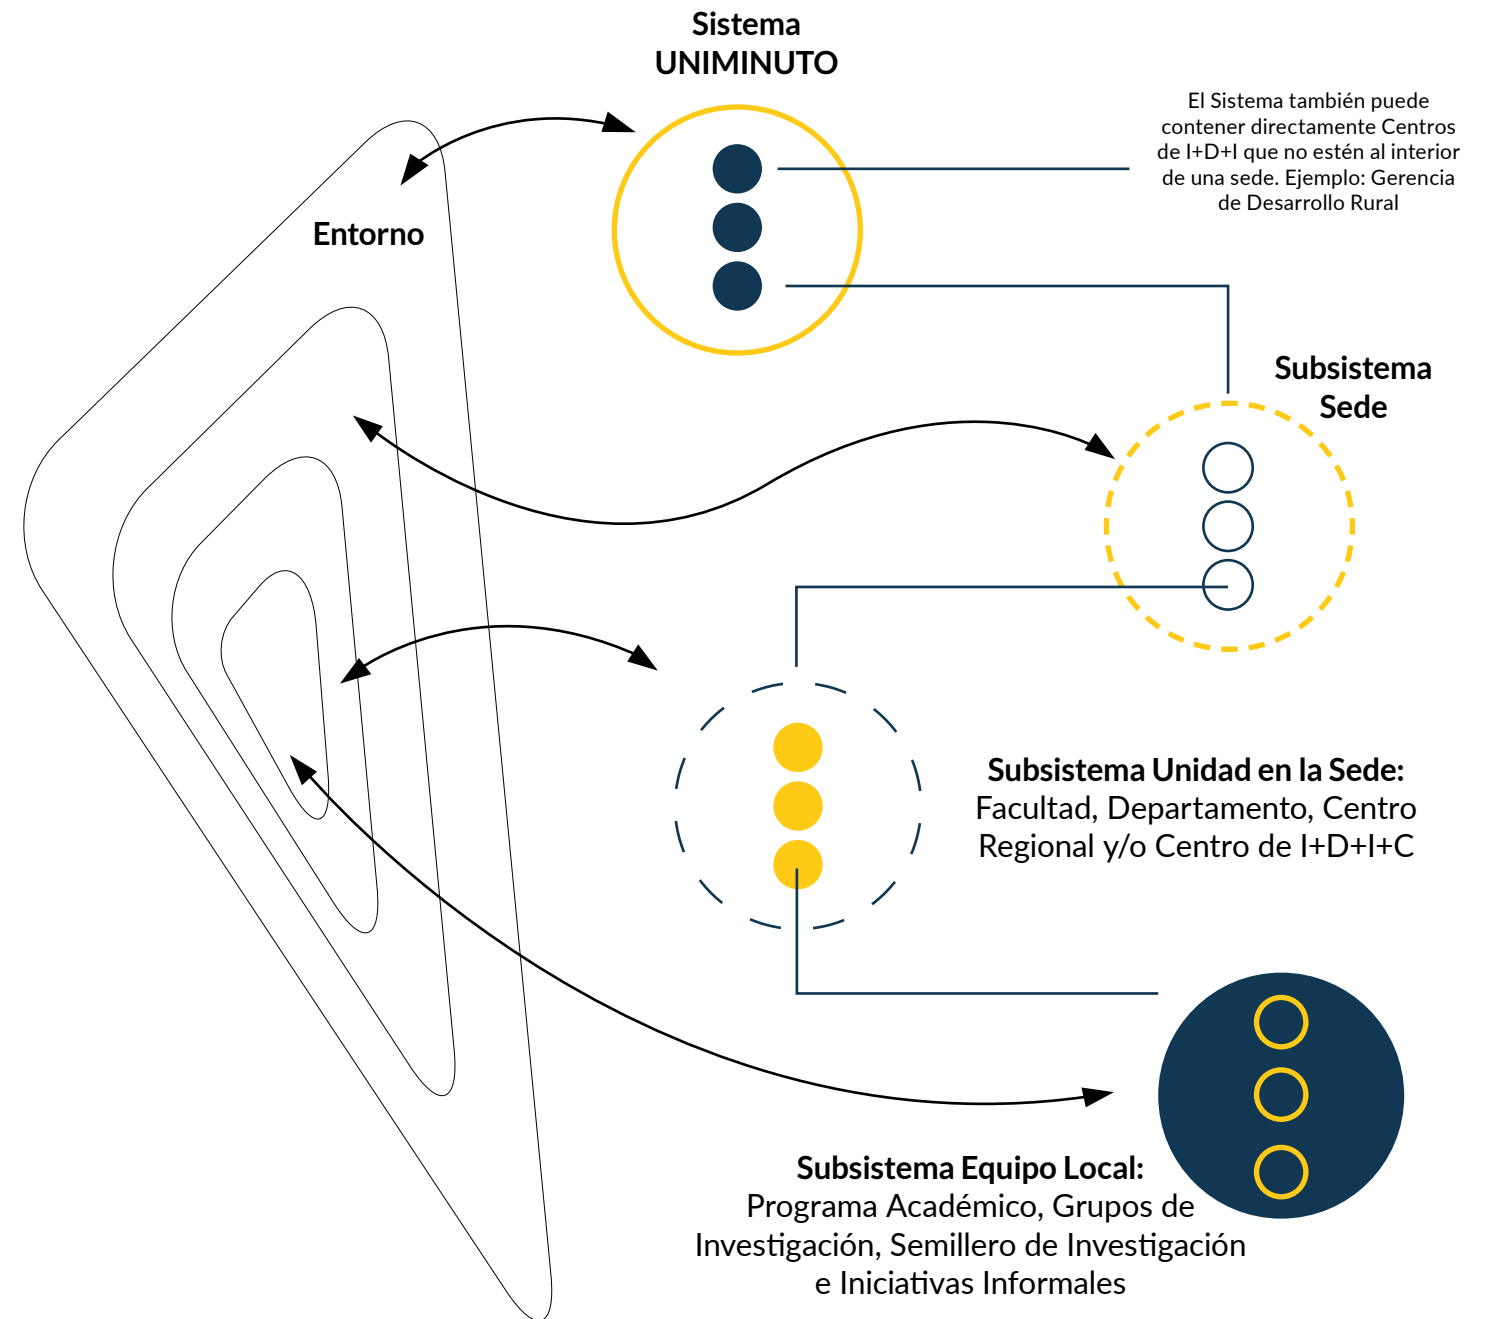 Sistema
UNIMINUTO
El Sistema también puede
contener directamente Centros
de I+D+I que no estén al interior
de una sede. Ejemplo: Gerencia
de Desarrollo Rural
Entorno
Subsistema
Sede
Subsistema Unidad en la Sede:
Facultad, Departamento, Centro
Regional y/o Centro de I+D+I+C
Subsistema Equipo Local:
Programa Académico, Grupos de
Investigación, Semillero de Investigación
e Iniciativas Informales